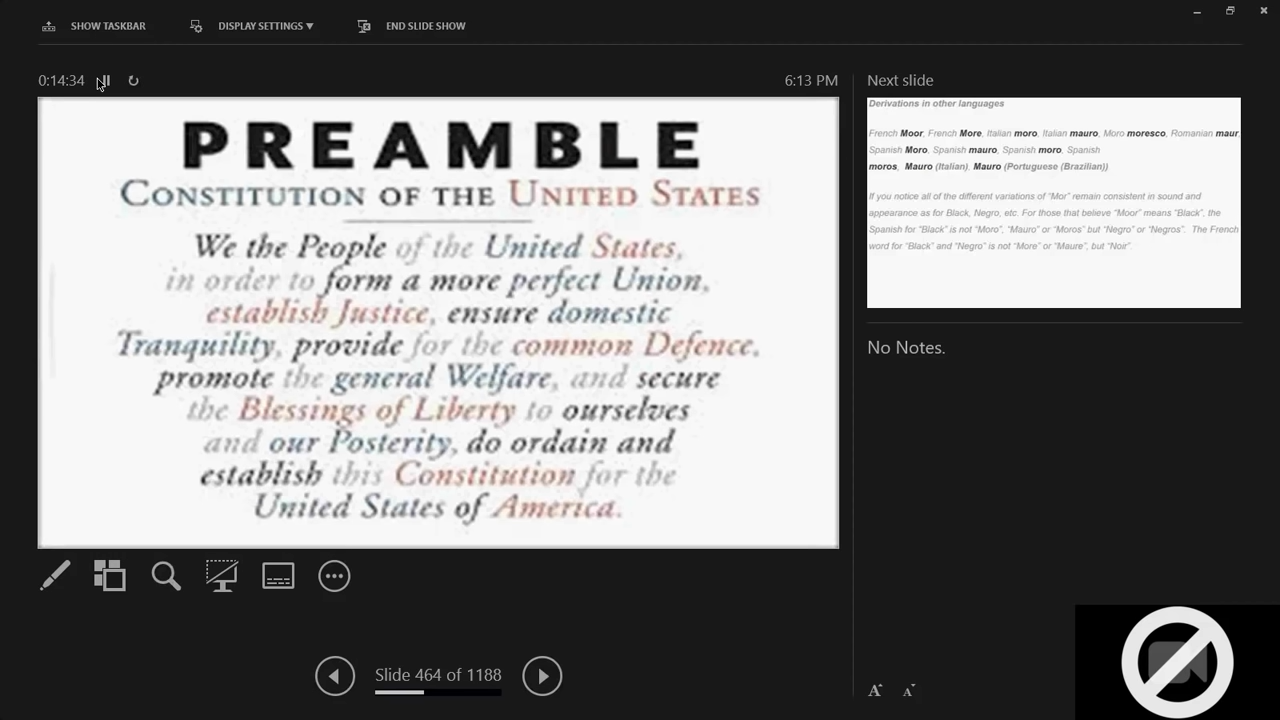 SHOW TASKBAR
DISPLAY SETTINGS ▼
END SLIDE SHOW
0:14:34
6:13 PM
PREAMBLE
CONSTITUTION OF THE UNITED STATES
We the People of the United States,
in order to form a more perfect Union,
establish Justice, ensure domestic
Tranquility, provide for the common Defence,
promote the general Welfare, and secure
the Blessings of Liberty to ourselves
and our Posterity, do ordain and
establish this Constitution for the
United States of America.
Slide 464 of 1188
Next slide
Derivations in other languages
French Moor, French More, Italian moro, Italian mauro, Moro moresco, Romanian maur,
Spanish Moro, Spanish mauro, Spanish moro, Spanish
moros, Mauro (Italian), Mauro (Portuguese (Brazilian))
If you notice all of the different variations of "Mor" remain consistent in sound and
appearance as for Black, Negro, etc. For those that believe "Moor" means "Black", the
Spanish for "Black" is not "Moro", "Mauro" or "Moros" but "Negro" or "Negros". The French
word for "Black" and "Negro" is not "More" or "Maure", but "Noir"
No Notes.
A A